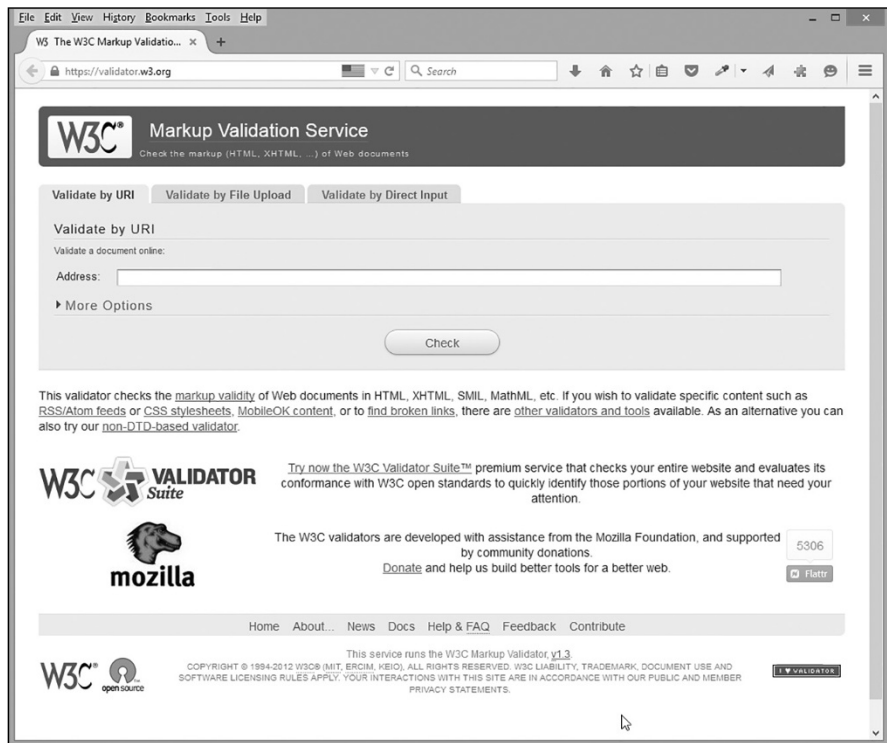 File Edit View History Bookmarks Tools Help
W3 The W3C Markup Validatio... × +
https://validator.w3.org Search
W3C® Markup Validation Service
Check the markup (HTML, XHTML, ...) of Web documents
Validate by URI Validate by File Upload Validate by Direct Input
Validate by URI
Validate a document online:
Address:
More Options
Check
This validator checks the markup validity of Web documents in HTML, XHTML, SMIL, MathML, etc. If you wish to validate specific content such as
RSS/Atom feeds or CSS stylesheets, MobileOK content, or to find broken links, there are other validators and tools available. As an alternative you can
also try our non-DTD-based validator.
W3C VALIDATOR
Suite
Try now the W3C Validator Suite™ premium service that checks your entire website and evaluates its
conformance with W3C open standards to quickly identify those portions of your website that need your
attention.
mozilla
The W3C validators are developed with assistance from the Mozilla Foundation, and supported
by community donations.
Donate and help us build better tools for a better web.
5306
Flattr
Home About... News Docs Help & FAQ Feedback Contribute
W3C® open source
This service runs the W3C Markup Validator, v1.3.
COPYRIGHT © 1994-2012 W3C® (MIT, ERCIM, KEIO), ALL RIGHTS RESERVED. W3C LIABILITY, TRADEMARK, DOCUMENT USE AND
SOFTWARE LICENSING RULES APPLY. YOUR INTERACTIONS WITH THIS SITE ARE IN ACCORDANCE WITH OUR PUBLIC AND MEMBER
PRIVACY STATEMENTS.
I ♥ VALIDATOR